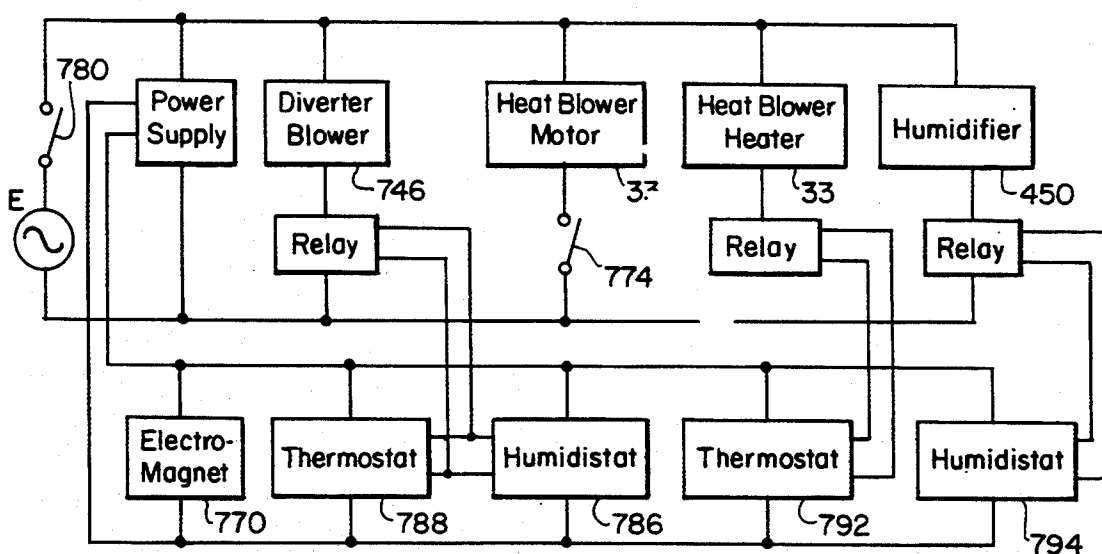 780
Power
Supply
Diverter
Blower
Heat Blower
Motor
Heat Blower
Heater
Humidifier
E
746
33
450
Relay
774
Relay
Relay
Electro-
Magnet
Thermostat
Humidistat
Thermostat
Humidistat
770
788
786
792
794